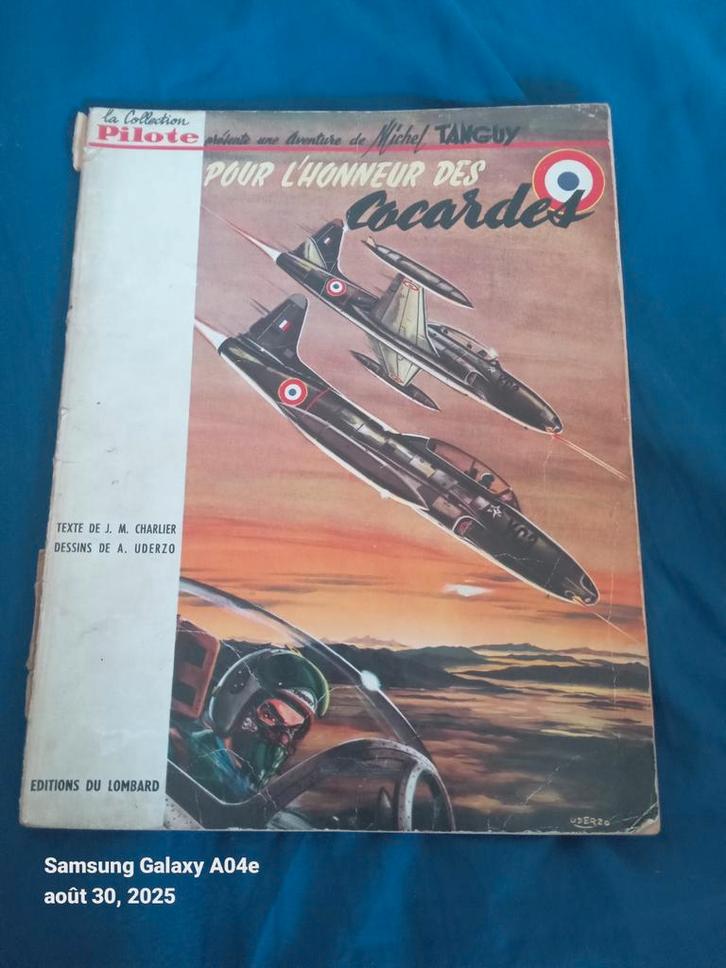 la Collection
Pilote présente une Aventure de Michel TANGUY
POUR L'HONNEUR DES
Cocardes
TEXTE DE J. M. CHARLIER
DESSINS DE A. UDERZO
EDITIONS DU LOMBARD
UDERZO
Samsung Galaxy A04e
août 30, 2025